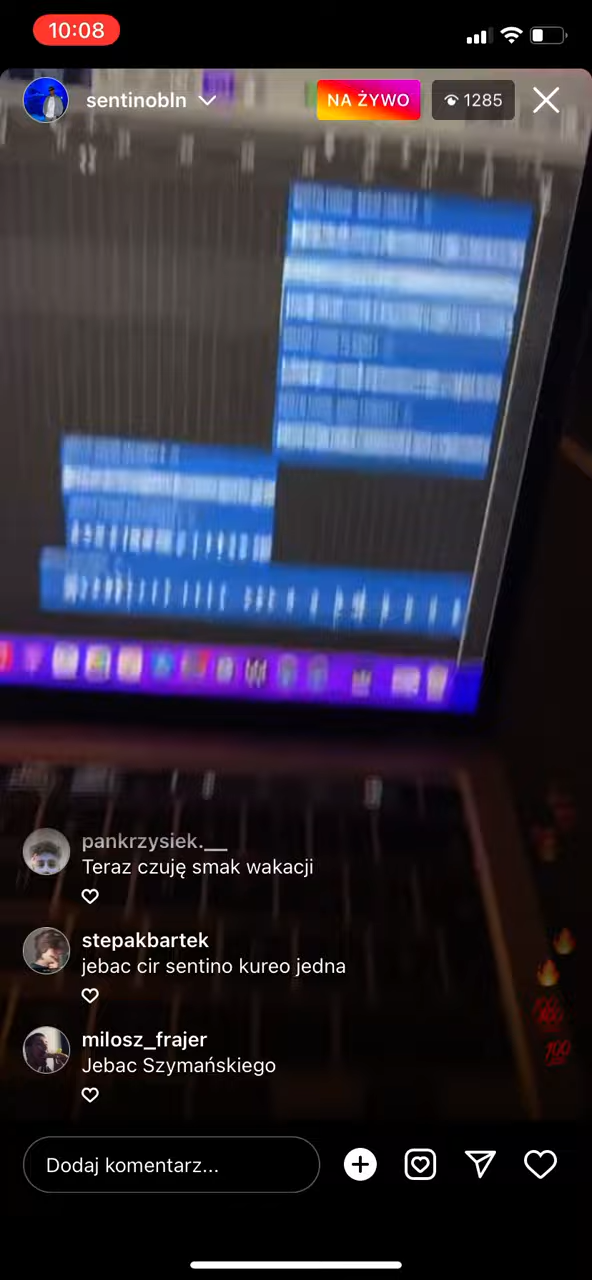 10:08
sentinobln
NA ŻYWO
1285
pankrzysiek.__
Teraz czuję smak wakacji
stepakbartek
jebac cir sentino kureo jedna
milosz_frajer
Jebac Szymańskiego
Dodaj komentarz...